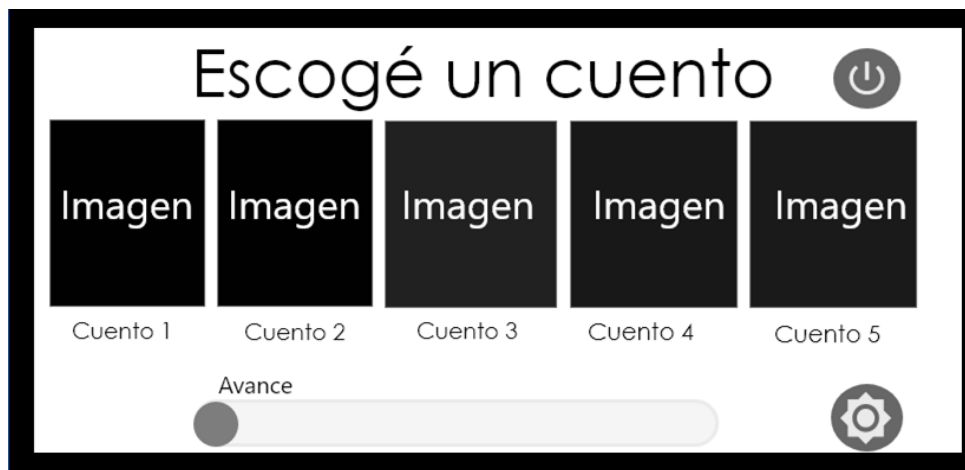 Escogé un cuento
Imagen Imagen Imagen Imagen Imagen
Cuento 1 Cuento 2 Cuento 3 Cuento 4 Cuento 5
Avance